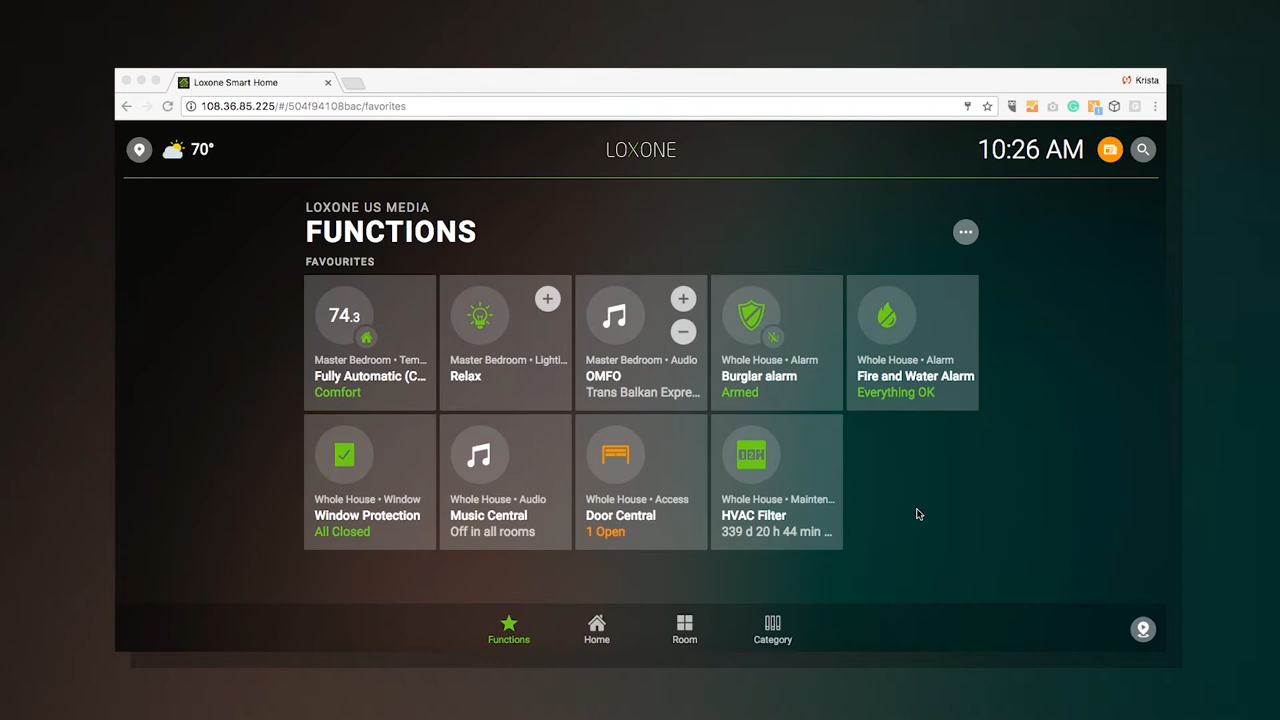 Loxone Smart Home
Krista
108.36.85.225/#/504f94108bac/favorites
70°
LOXONE
10:26 AM
LOXONE US MEDIA
FUNCTIONS
FAVOURITES
74.3
Master Bedroom • Tem...
Fully Automatic (C...
Comfort
Master Bedroom • Lighti...
Relax
Master Bedroom • Audio
OMFO
Trans Balkan Expre...
Whole House • Alarm
Burglar alarm
Armed
Whole House • Alarm
Fire and Water Alarm
Everything OK
Whole House • Window
Window Protection
All Closed
Whole House • Audio
Music Central
Off in all rooms
Whole House • Access
Door Central
1 Open
Whole House • Mainten...
HVAC Filter
339 d 20 h 44 min ...
Functions
Home
Room
Category